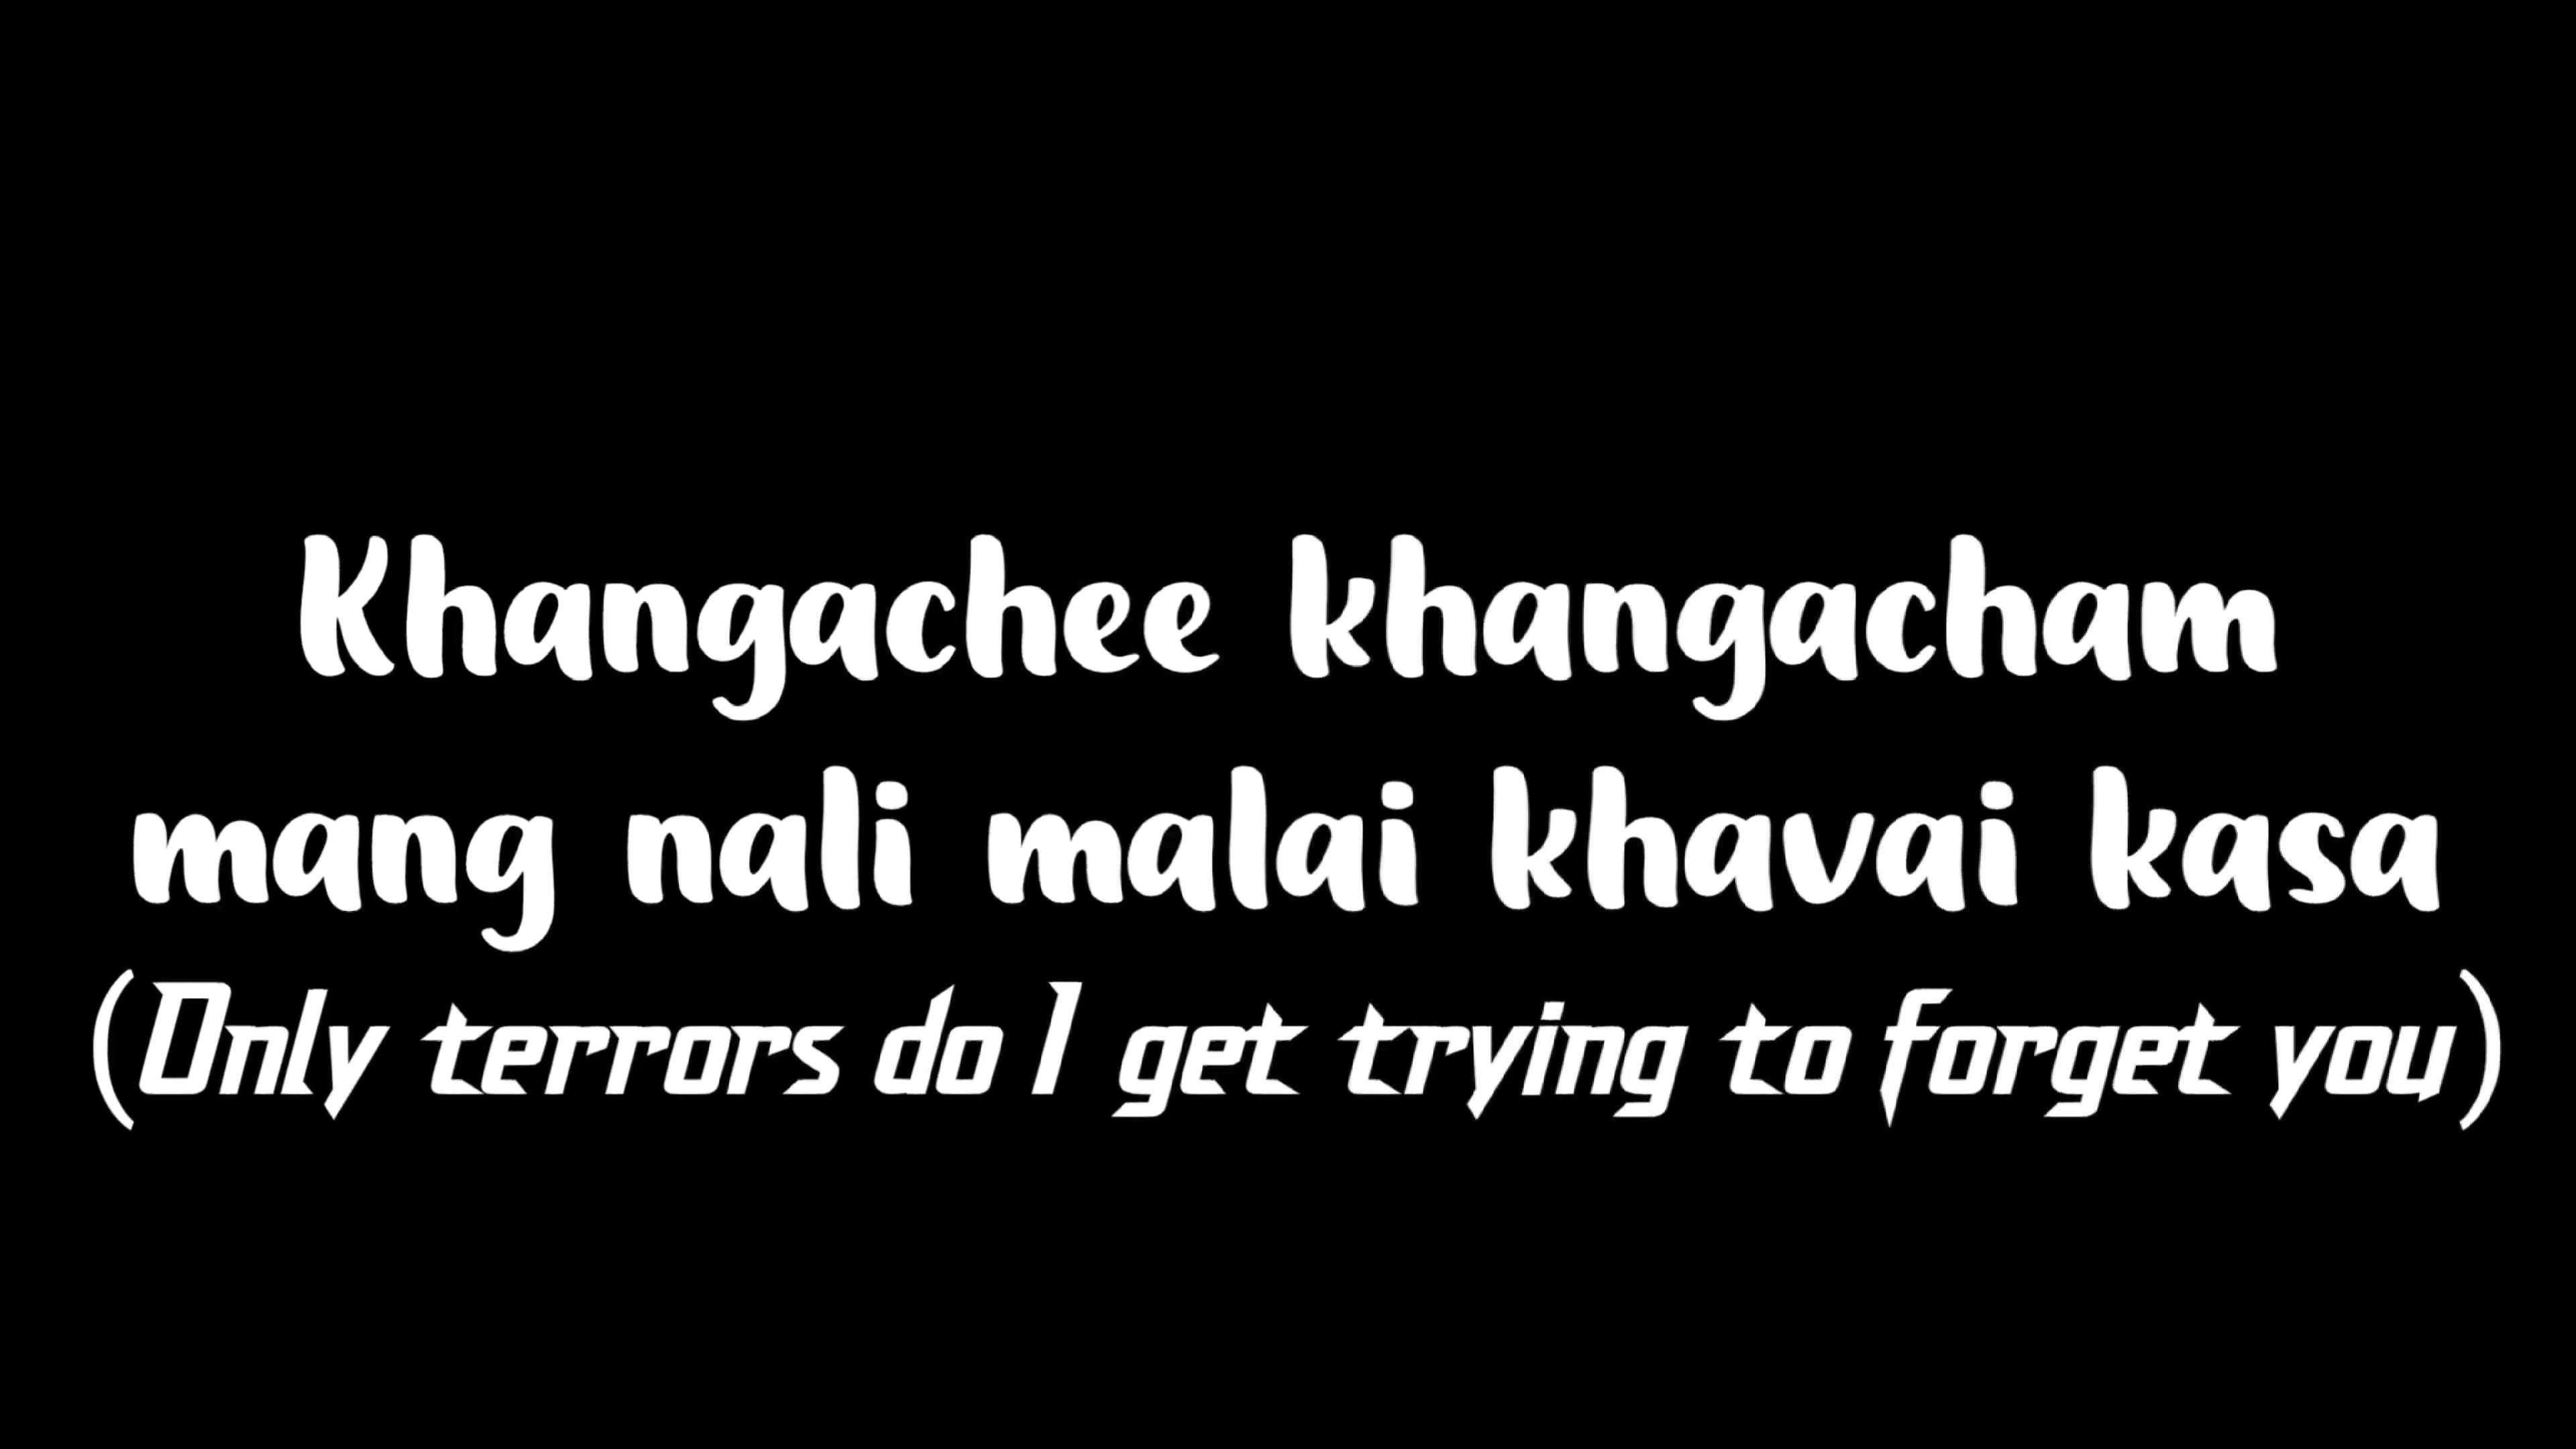 Khangachee khangacham
mang nali malai khavai kasa
(Only terrors do I get trying to forget you)